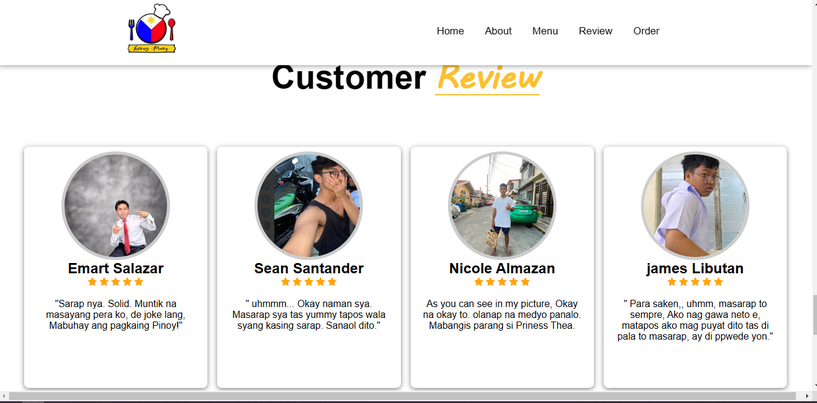 Home About Menu Review Order
Customer Review
Emart Salazar
"Sarap nya. Solid. Muntik na
masayang pera ko, de joke lang,
Mabuhay ang pagkaing Pinoy!"
Sean Santander
" uhmmm... Okay naman sya.
Masarap sya tas yummy tapos wala
syang kasing sarap. Sanaol dito."
Nicole Almazan
As you can see in my picture, Okay
na okay to. olanap na medyo panalo.
Mabangis parang si Priness Thea.
james Libutan
" Para saken,, uhmm, masarap to
sempre, Ako nag gawa neto e,
matapos ako mag puyat dito tas di
pala to masarap, ay di ppwede yon."